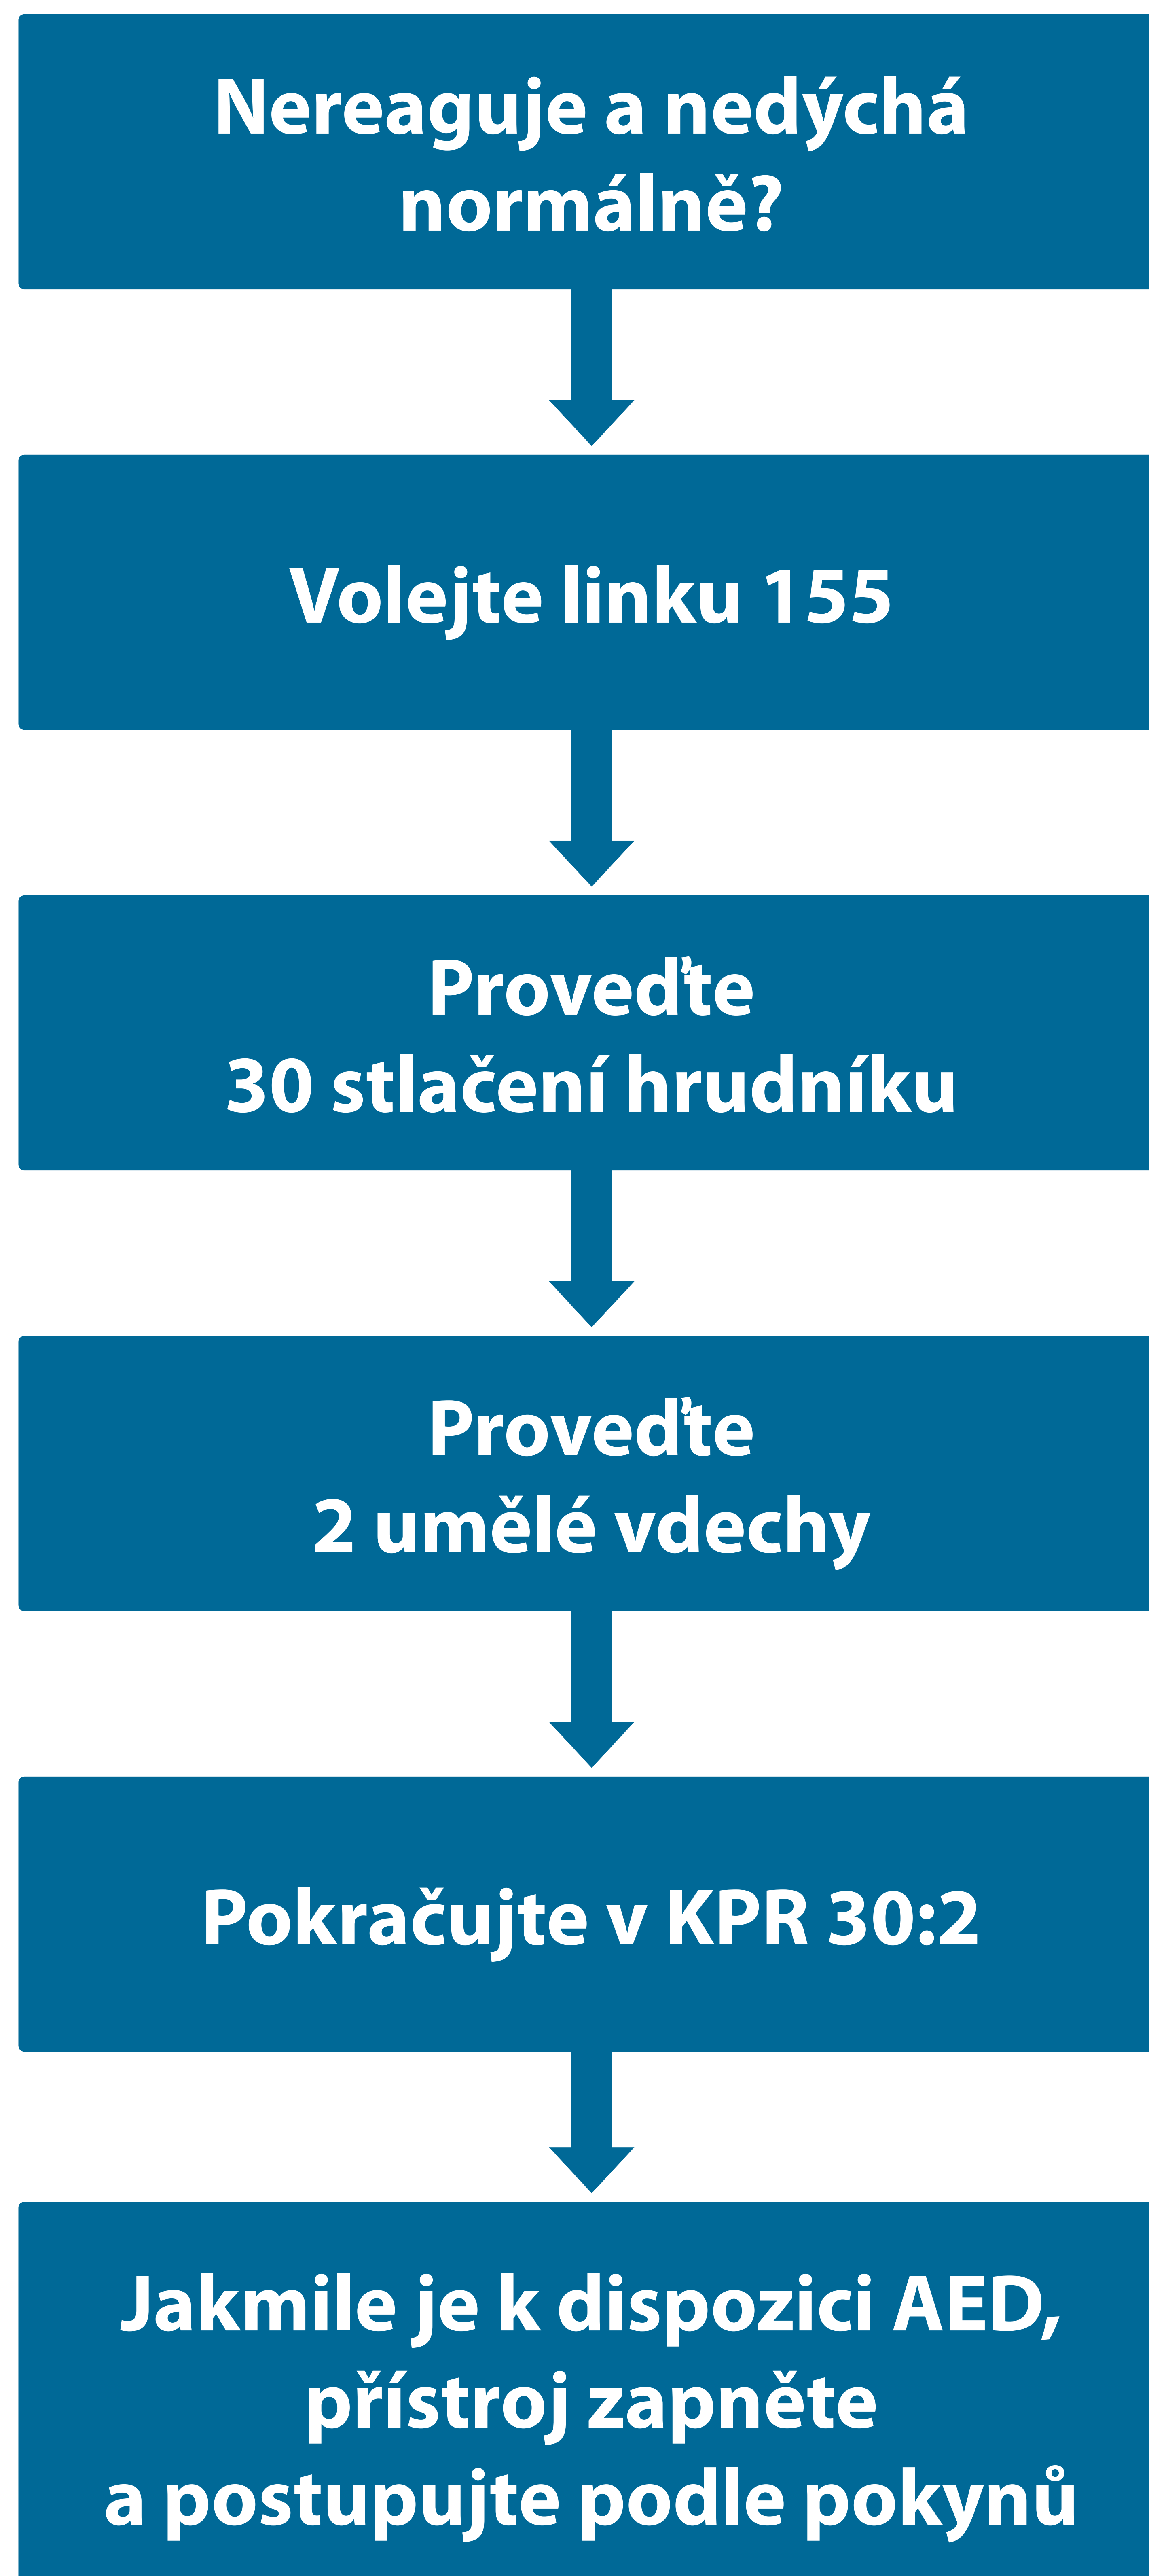 Nereaguje a nedýchá
normálně?
Volejte linku 155
Proveďte
30 stlačení hrudníku
Proveďte
2 umělé vdechy
Pokračujte v KPR 30:2
Jakmile je k dispozici AED,
přístroj zapněte
a postupujte podle pokynů